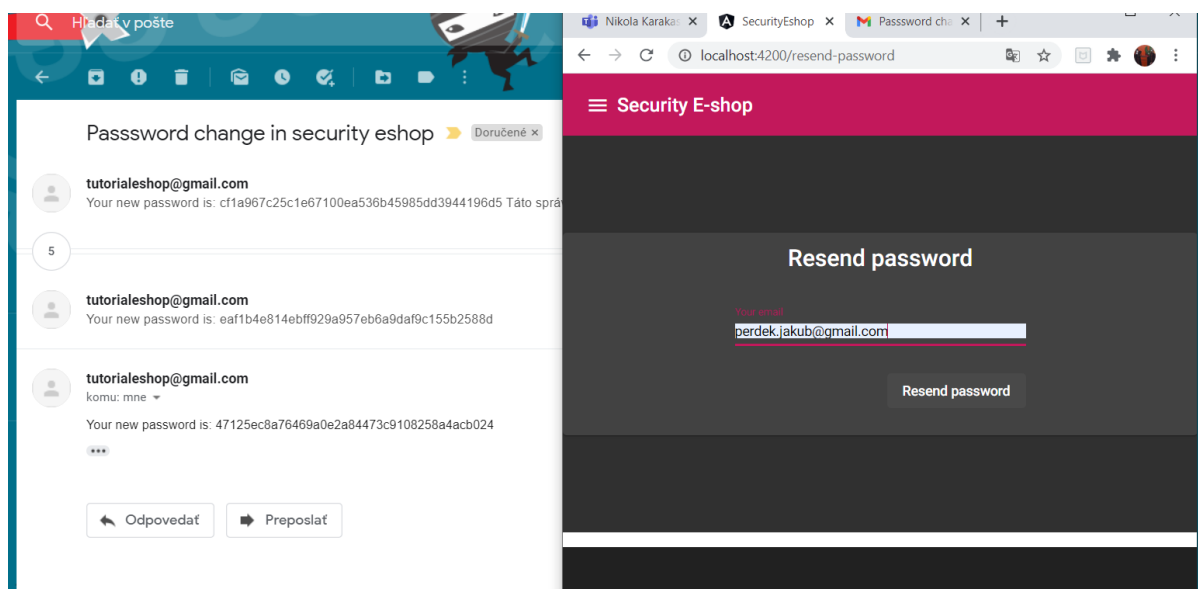 Hľadať v pošte
Passsword change in security eshop
Doručené ×
tutorialeshop@gmail.com
Your new password is: cf1a967c25c1e67100ea536b45985dd3944196d5 Táto sprá
5
tutorialeshop@gmail.com
Your new password is: eaf1b4e814ebff929a957eb6a9daf9c155b2588d
tutorialeshop@gmail.com
komu: mne
Your new password is: 47125ec8a76469a0e2a84473c9108258a4acb024
Odpovedať
Preposlať
Nikola Karakas
SecurityEshop
Passsword cha
localhost:4200/resend-password
Security E-shop
Resend password
Your email
perdek.jakub@gmail.com
Resend password